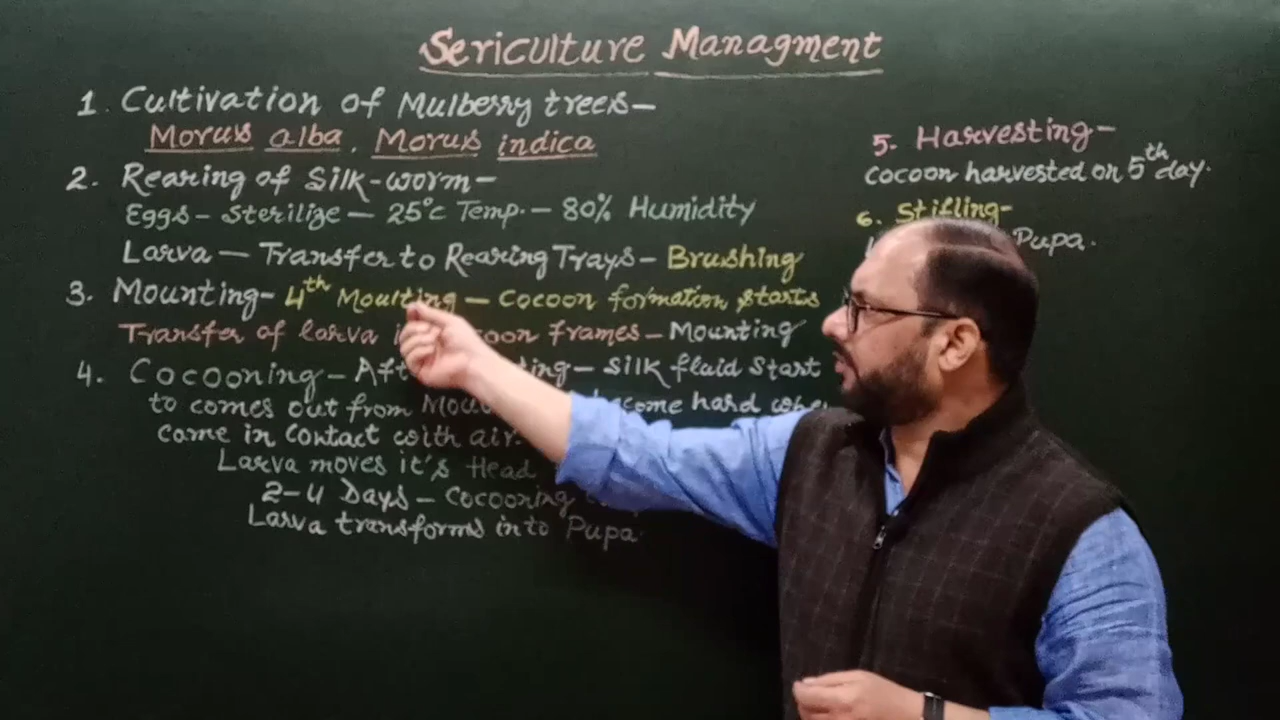 Sericulture Managment
1. Cultivation of Mulberry trees-
Morus alba, Morus indica
2. Rearing of Silk-worm-
Eggs - Sterilize - 25°c Temp. - 80% Humidity
Larva - Transfer to Rearing Trays - Brushing
3. Mounting- 4th Moulting - Cocoon formation starts
Transfer of larva cocoon frames - Mounting
4. Cocooning - silk fluid start
to comes out from become hard
come in contact with air.
Larva moves it's Head
2-4 Days - Cocooning
Larva transforms into Pupa.
5. Harvesting-
cocoon harvested on 5th day.
6. Stifling-
Pupa.